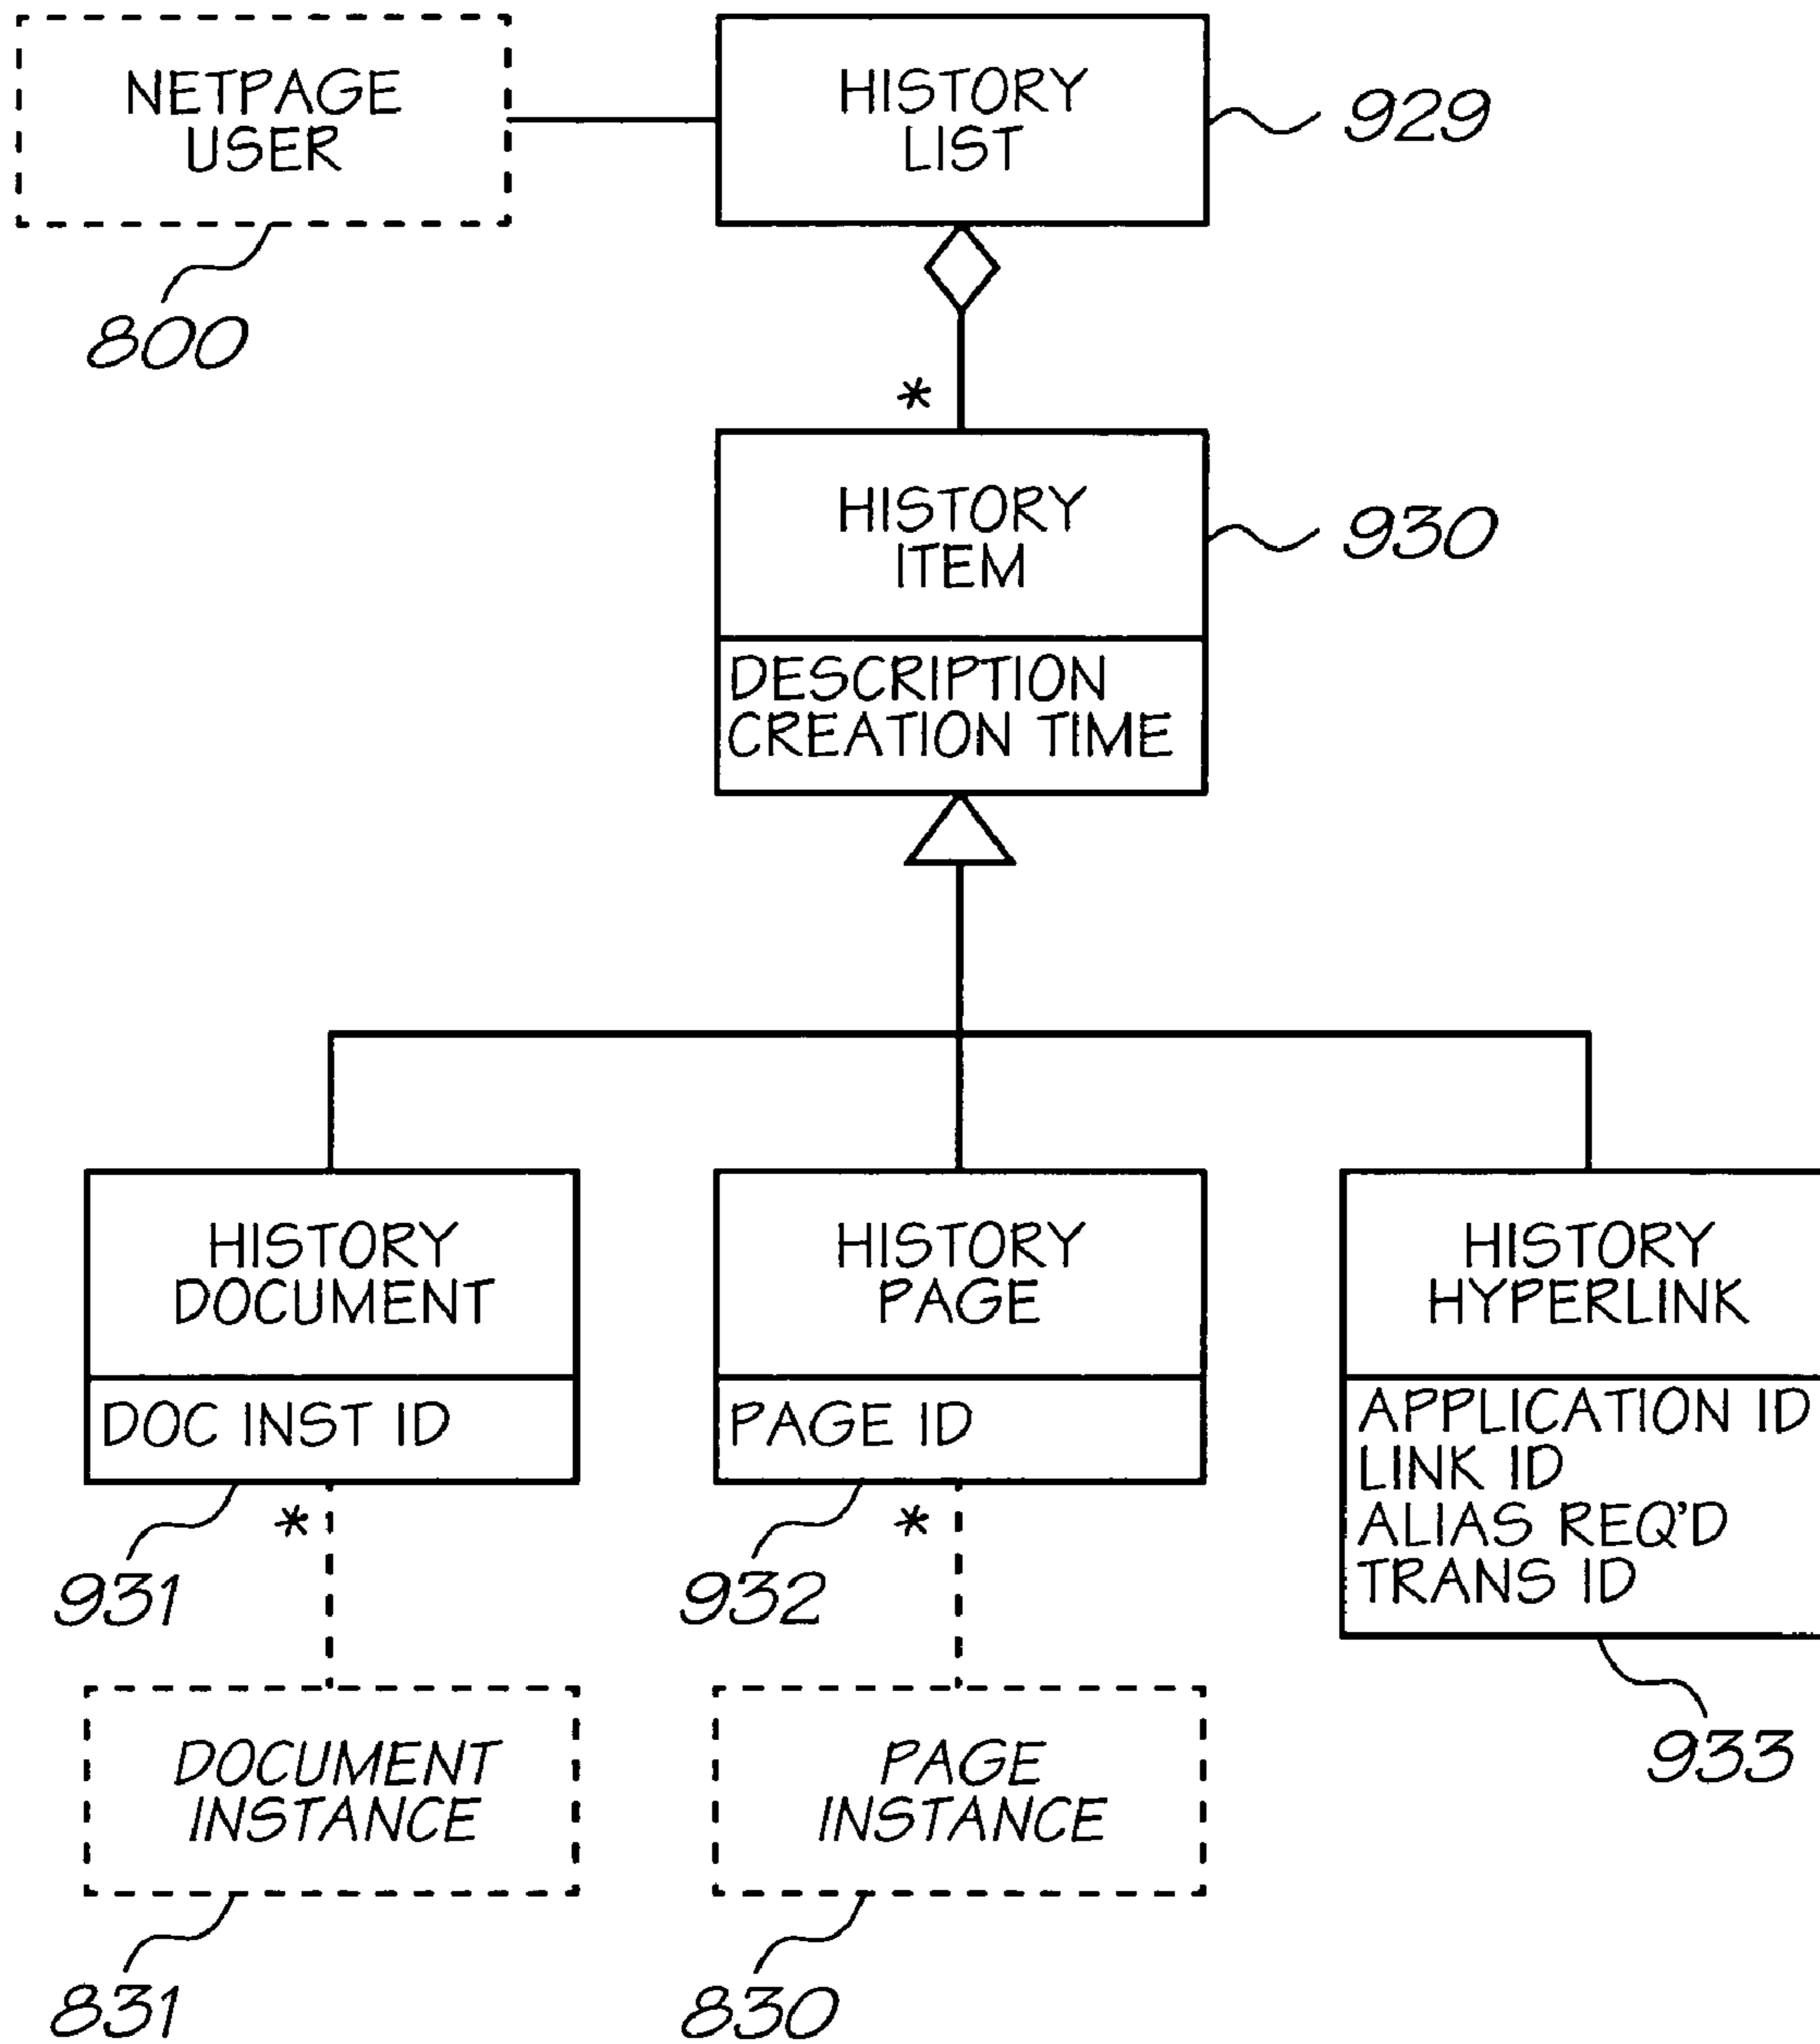 NETPAGE
USER
HISTORY
LIST
929
800
*
HISTORY
ITEM
930
DESCRIPTION
CREATION TIME
HISTORY
DOCUMENT
HISTORY
PAGE
HISTORY
HYPERLINK
DOC INST ID
PAGE ID
APPLICATION ID
LINK ID
ALIAS REQ'D
TRANS ID
*
*
931
932
933
DOCUMENT
INSTANCE
PAGE
INSTANCE
831
830